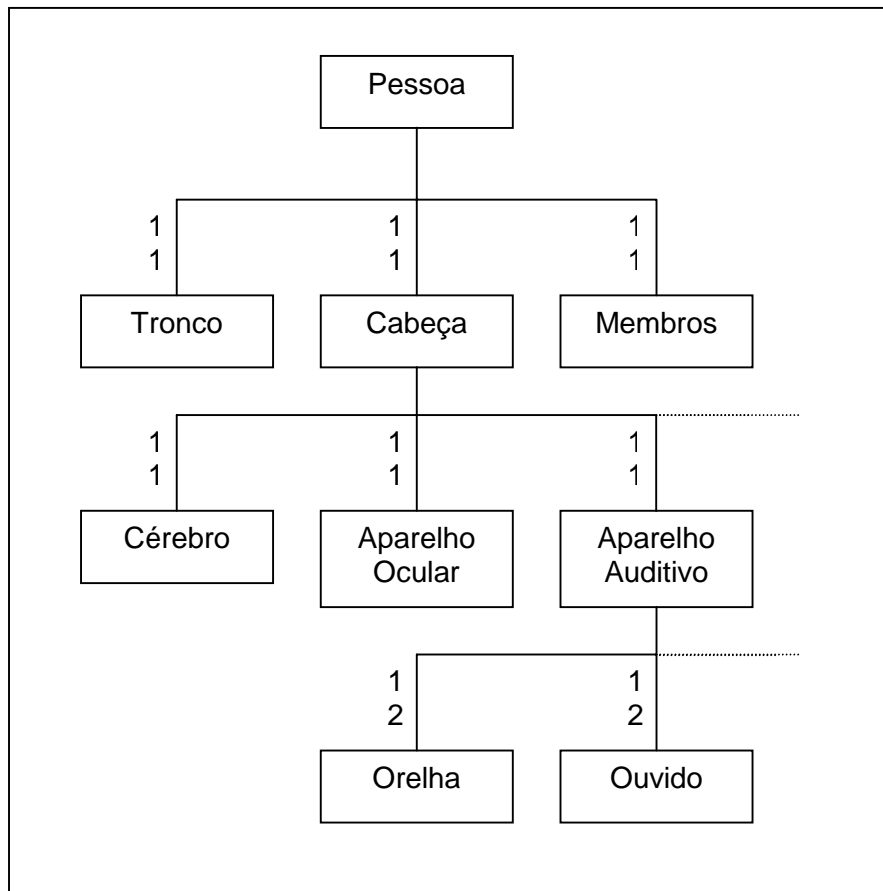 Pessoa
1 1 1
1 1 1
Tronco Cabeça Membros
1 1 1
1 1 1
Cérebro Aparelho Aparelho
Ocular Auditivo
1 1
2 2
Orelha Ouvido